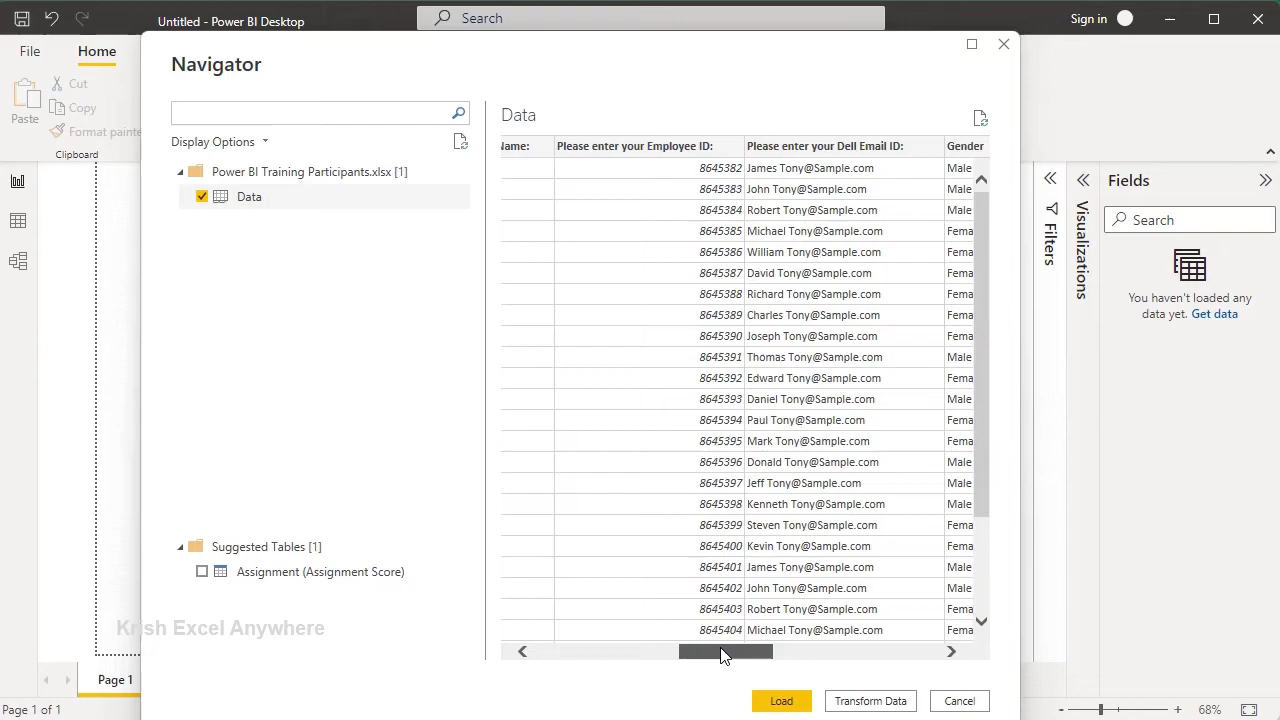 Untitled - Power BI Desktop
Search
Sign in
File
Home
Paste
Cut
Copy
Format painte
Clipboard
Navigator
Display Options
Power BI Training Participants.xlsx [1]
Data
Suggested Tables [1]
Assignment (Assignment Score)
Data
Name: Please enter your Employee ID: Please enter your Dell Email ID: Gender
8645382 James Tony@Sample.com Male
8645383 John Tony@Sample.com Male
8645384 Robert Tony@Sample.com Male
8645385 Michael Tony@Sample.com Fema
8645386 William Tony@Sample.com Fema
8645387 David Tony@Sample.com Fema
8645388 Richard Tony@Sample.com Fema
8645389 Charles Tony@Sample.com Fema
8645390 Joseph Tony@Sample.com Fema
8645391 Thomas Tony@Sample.com Male
8645392 Edward Tony@Sample.com Fema
8645393 Daniel Tony@Sample.com Fema
8645394 Paul Tony@Sample.com Fema
8645395 Mark Tony@Sample.com Fema
8645396 Donald Tony@Sample.com Male
8645397 Jeff Tony@Sample.com Male
8645398 Kenneth Tony@Sample.com Male
8645399 Steven Tony@Sample.com Fema
8645400 Kevin Tony@Sample.com Fema
8645401 James Tony@Sample.com Male
8645402 John Tony@Sample.com Male
8645403 Robert Tony@Sample.com Fema
8645404 Michael Tony@Sample.com Fema
Load
Transform Data
Cancel
Filters
Visualizations
Fields
Search
You haven't loaded any
data yet. Get data
Krish Excel Anywhere
Page 1
Page 1 of 1
68%